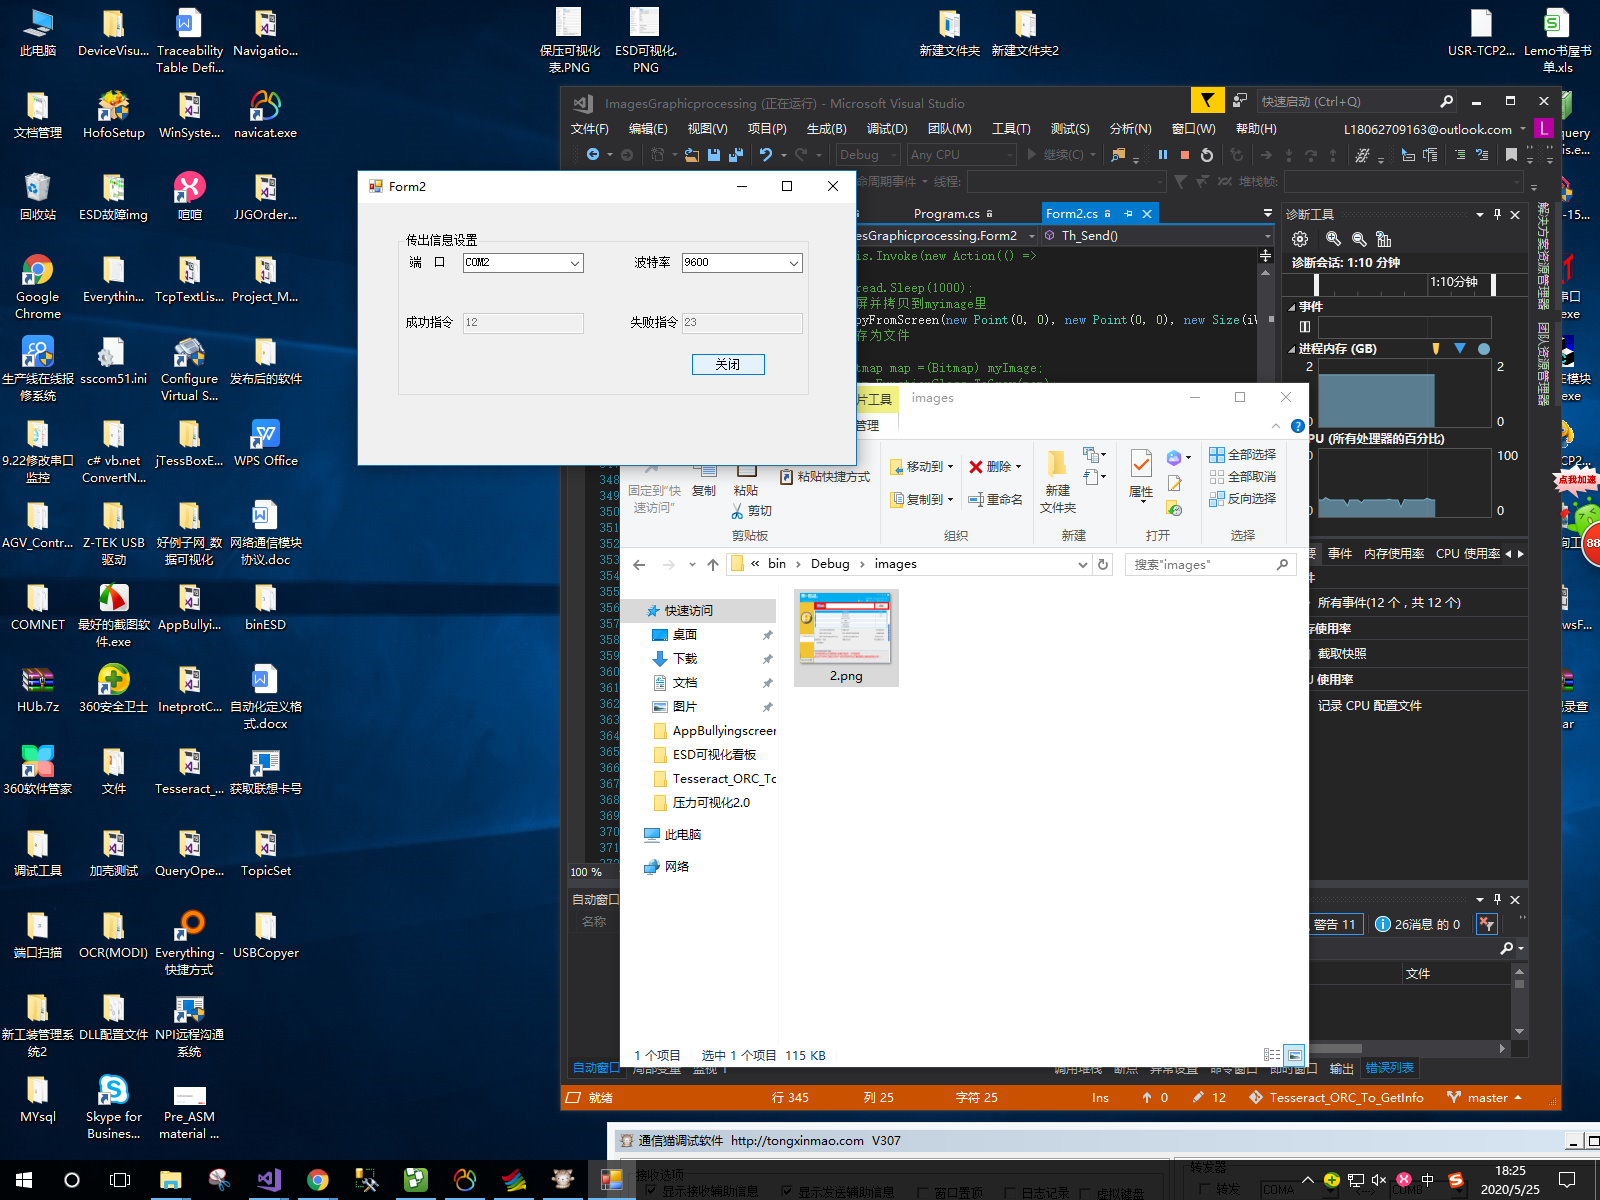 此电脑
DeviceVisu...
Traceability
Table Defi...
Navigatio...
保压可视化
表.PNG
ESD可视化.
PNG
新建文件夹
新建文件夹2
USR-TCP2...
Lemo书屋书
单.xls
文档管理
HofoSetup
WinSyste...
navicat.exe
回收站
ESD故障img
喧喧
JJGOrder...
Google
Chrome
Everythin...
TcpTextLis...
Project_M...
生产线在线报
修系统
sscom51.ini
Configure
Virtual S...
发布后的软件
9.22修改串口
监控
c# vb.net
ConvertN...
jTessBoxE...
WPS Office
AGV_Contr...
Z-TEK USB
驱动
好例子网_数
据可视化
网络通信模块
协议.doc
COMNET
最好的截图软
件.exe
AppBullyi...
binESD
HUb.7z
360安全卫士
InetprotC...
自动化定义格
式.docx
360软件管家
文件
Tesseract_...
获取联想卡号
调试工具
加壳测试
QueryOpe...
TopicSet
端口扫描
OCR(MODI)
Everything -
快捷方式
USBCopyer
新工装管理系
统2
DLL配置文件
NPI远程沟通
系统
MYsql
Skype for
Busines...
Pre_ASM
material ...
ImagesGraphicprocessing (正在运行) - Microsoft Visual Studio
快速启动 (Ctrl+Q)
文件(F) 编辑(E) 视图(V) 项目(P) 生成(B) 调试(D) 团队(M) 工具(T) 测试(S) 分析(N) 窗口(W) 帮助(H)
L18062709163@outlook.com
L
Debug
Any CPU
继续(C)
命周期事件
线程:
堆栈帧:
Program.cs
Form2.cs
esGraphicprocessing.Form2
Th_Send()
is.Invoke(new Action(() =>
read.Sleep(1000);
屏并拷贝到myimage里
pyFromScreen(new Point(0, 0), new Point(0, 0), new Size(iW
存为文件
tmap map =(Bitmap) myImage;
诊断工具
诊断会话: 1:10 分钟
1:10分钟
事件
进程内存 (GB)
2
2
0
0
PU (所有处理器的百分比)
100
0
0
事件 内存使用率 CPU 使用率
所有事件(12 个 , 共 12 个)
存使用率
截取快照
使用率
记录 CPU 配置文件
解决方案资源管理器
团队资源管理器
Form2
传出信息设置
端 口
COM2
波特率
9600
成功指令
12
失败指令
23
关闭
片工具
images
管理
固定到“快
速访问”
复制
粘贴
粘贴快捷方式
剪切
剪贴板
移动到
复制到
删除
重命名
组织
新建
文件夹
新建
属性
打开
全部选择
全部取消
反向选择
选择
« bin › Debug › images
搜索"images"
快速访问
桌面
下载
文档
图片
AppBullyingscreen
ESD可视化看板
Tesseract_ORC_To
压力可视化2.0
此电脑
网络
2.png
1 个项目
选中 1 个项目 115 KB
348
349
350
351
352
353
354
355
356
357
358
359
360
361
362
363
364
365
366
367
368
369
370
371
100 %
自动窗口
名称
警告 11
26消息 的 0
文件
自动窗口 局部变量 监视 1
调用堆栈 断点 异常设置 命令窗口 即时窗口 输出 错误列表
就绪
行 345
列 25
字符 25
Ins
0
12
Tesseract_ORC_To_GetInfo
master
点我加速
88
通信猫调试软件 http://tongxinmao.com V307
接收选项
显示接收辅助信息
显示发送辅助信息
窗口置顶
日志记录
虚拟键盘
转发器
转发
COMA
COMB
中
18:25
2020/5/25